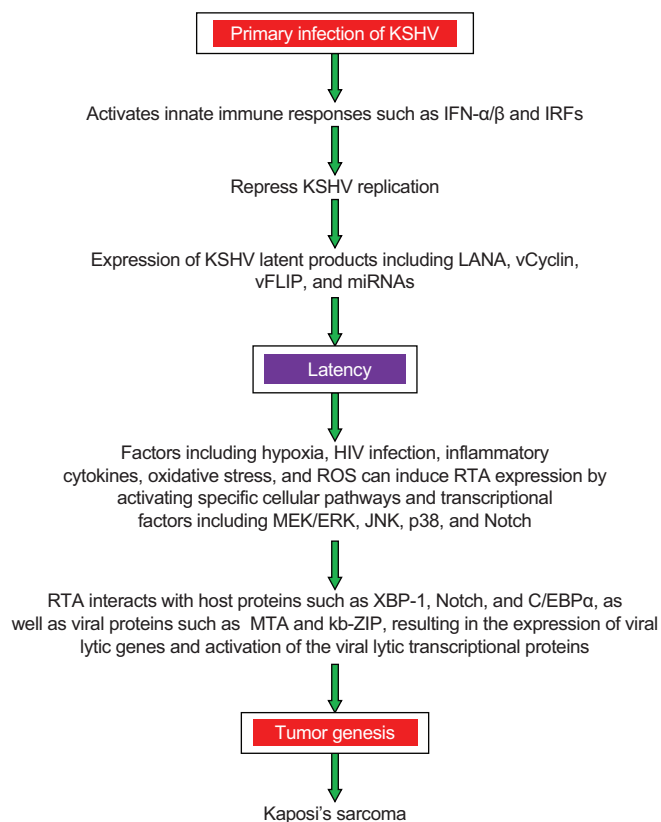 Primary infection of KSHV
Activates innate immune responses such as IFN-α/β and IRFs
Repress KSHV replication
Expression of KSHV latent products including LANA, vCyclin,
vFLIP, and miRNAs
Latency
Factors including hypoxia, HIV infection, inflammatory
cytokines, oxidative stress, and ROS can induce RTA expression by
activating specific cellular pathways and transcriptional
factors including MEK/ERK, JNK, p38, and Notch
RTA interacts with host proteins such as XBP-1, Notch, and C/EBPα, as
well as viral proteins such as MTA and kb-ZIP, resulting in the expression of viral
lytic genes and activation of the viral lytic transcriptional proteins
Tumor genesis
Kaposi's sarcoma